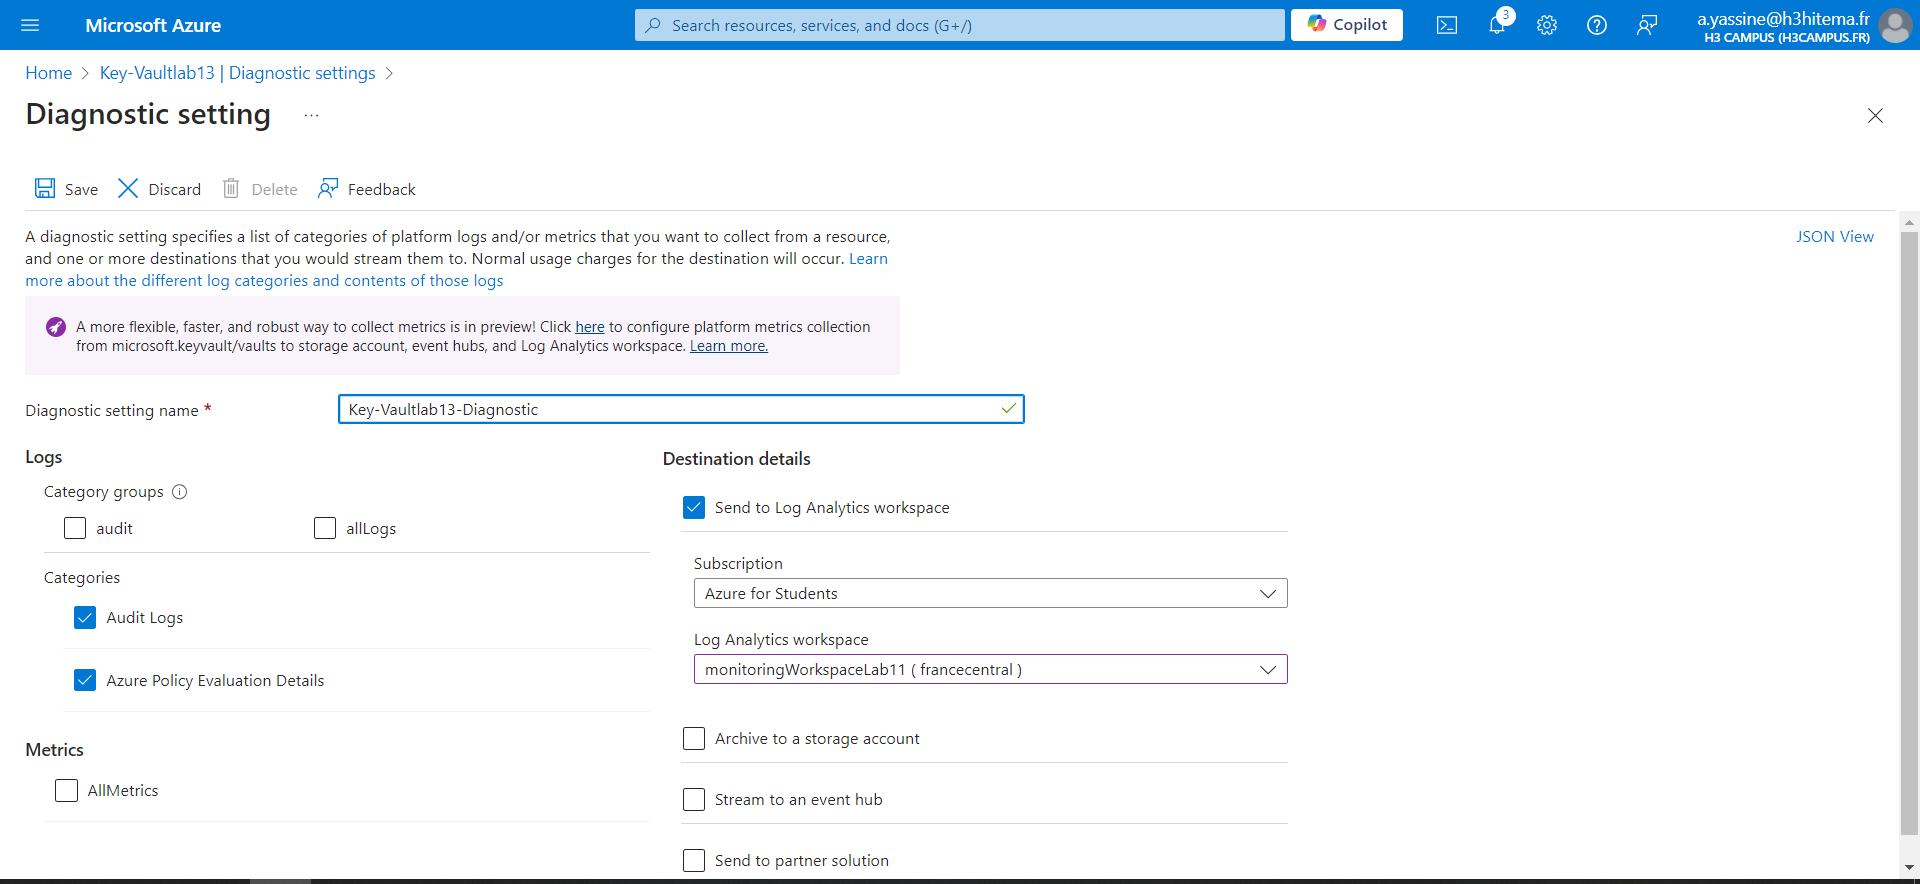 Microsoft Azure
Search resources, services, and docs (G+/)
Copilot
3
a.yassine@h3hitema.fr
H3 CAMPUS (H3CAMPUS.FR)
Home > Key-Vaultlab13 | Diagnostic settings >
Diagnostic setting ...
Save
Discard
Delete
Feedback
A diagnostic setting specifies a list of categories of platform logs and/or metrics that you want to collect from a resource,
and one or more destinations that you would stream them to. Normal usage charges for the destination will occur. Learn
more about the different log categories and contents of those logs
JSON View
A more flexible, faster, and robust way to collect metrics is in preview! Click here to configure platform metrics collection
from microsoft.keyvault/vaults to storage account, event hubs, and Log Analytics workspace. Learn more.
Diagnostic setting name *
Key-Vaultlab13-Diagnostic
Logs
Category groups
audit
allLogs
Categories
Audit Logs
Azure Policy Evaluation Details
Metrics
AllMetrics
Destination details
Send to Log Analytics workspace
Subscription
Azure for Students
Log Analytics workspace
monitoringWorkspaceLab11 ( francecentral )
Archive to a storage account
Stream to an event hub
Send to partner solution